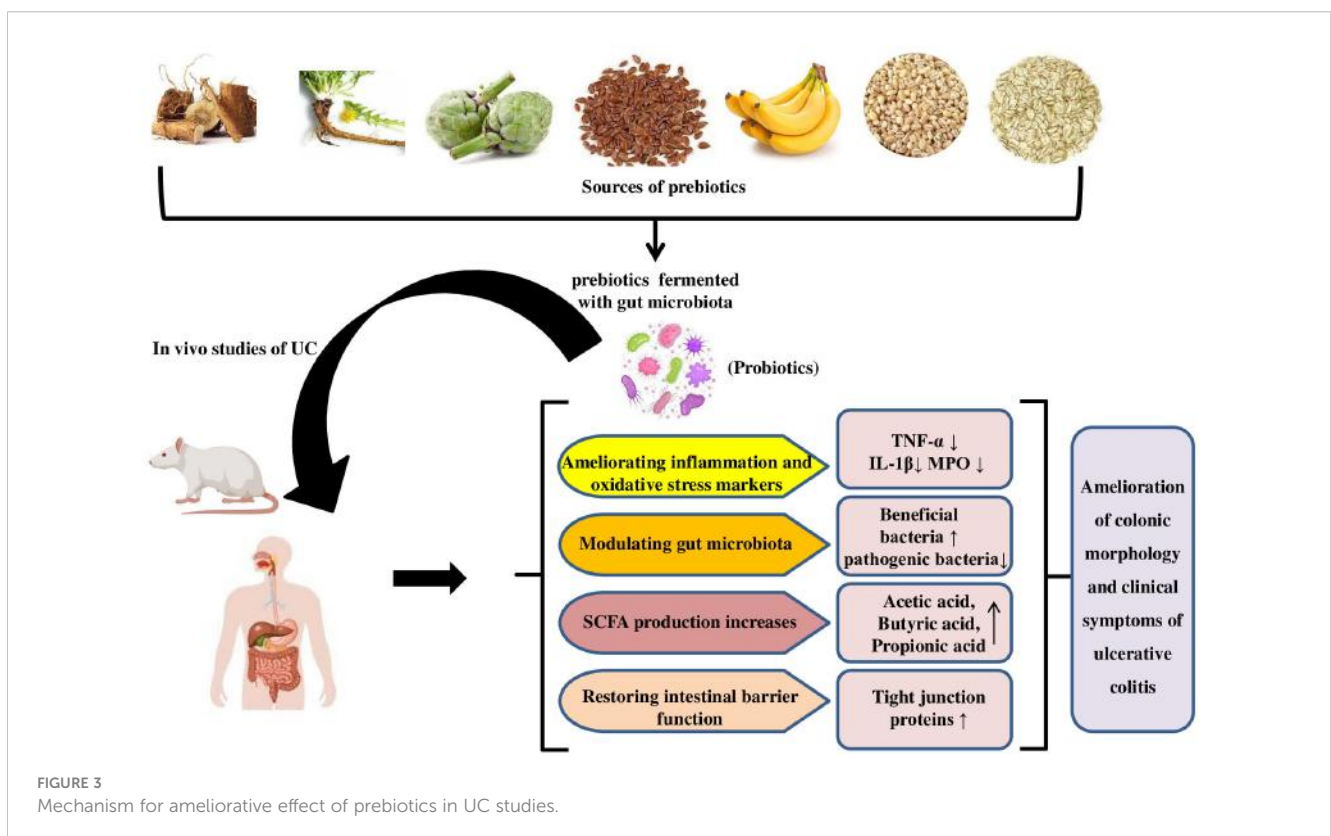 Sources of prebiotics
prebiotics fermented
with gut microbiota
In vivo studies of UC
(Probiotics)
Ameliorating inflammation and
oxidative stress markers
TNF-α ↓
IL-1β↓ MPO ↓
Modulating gut microbiota
Beneficial
bacteria ↑
pathogenic bacteria↓
SCFA production increases
Acetic acid,
Butyric acid,
Propionic acid ↑
Restoring intestinal barrier
function
Tight junction
proteins ↑
Amelioration
of colonic
morphology
and clinical
symptoms of
ulcerative
colitis
FIGURE 3
Mechanism for ameliorative effect of prebiotics in UC studies.